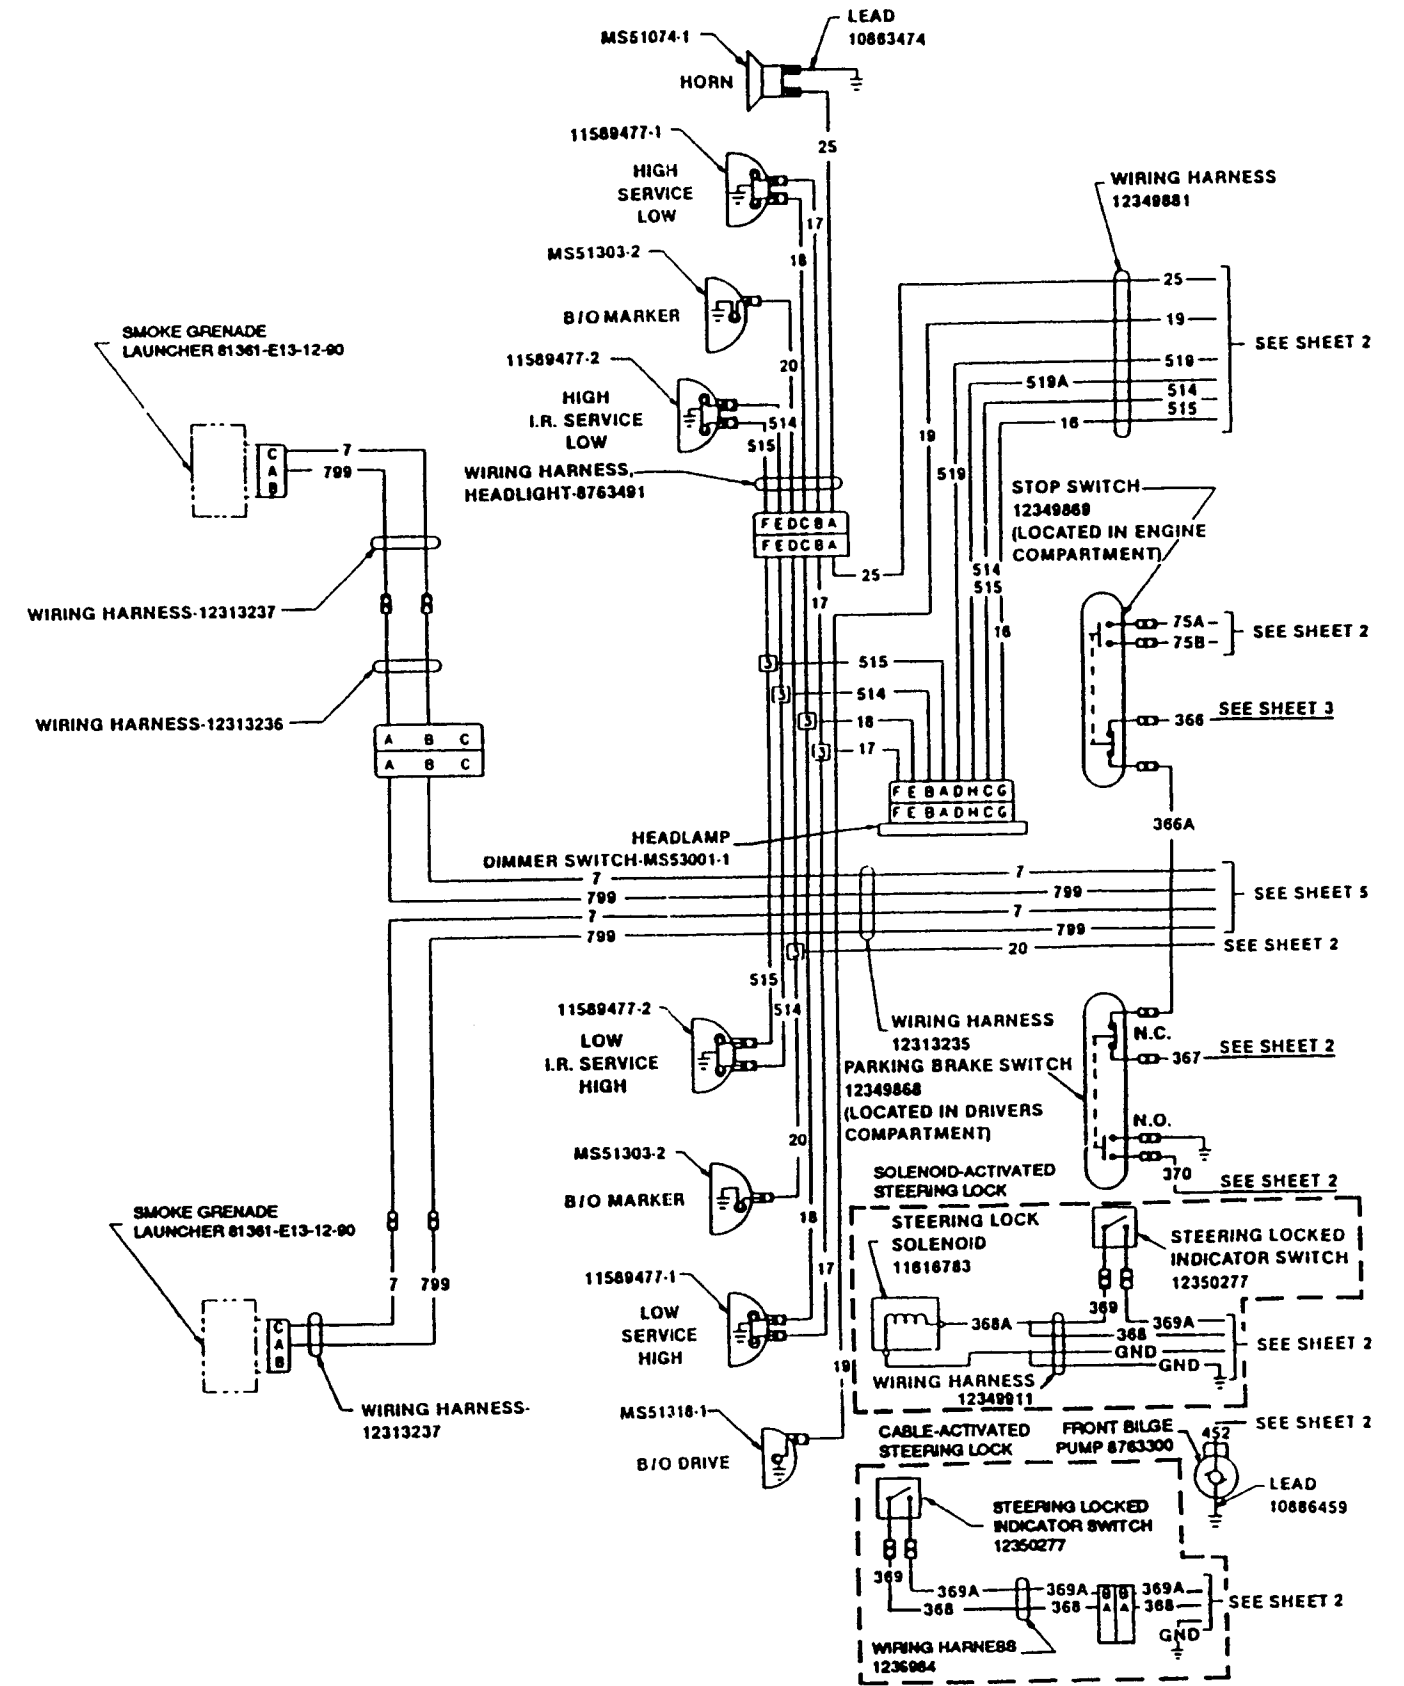 MS51074-1
LEAD
10863474
HORN
25
11589477-1
HIGH
SERVICE
LOW
17
18
WIRING HARNESS
12349881
MS51303-2
B/O MARKER
20
25
19
519
519A
514
515
16
SEE SHEET 2
SMOKE GRENADE
LAUNCHER 81361-E13-12-90
11589477-2
HIGH
I.R. SERVICE
LOW
514
515
C
A
B
7
799
WIRING HARNESS,
HEADLIGHT-8763491
F E D C B A
F E D C B A
25
17
19
519
514
515
16
STOP SWITCH
12349869
(LOCATED IN ENGINE
COMPARTMENT)
75A
75B
SEE SHEET 2
366
SEE SHEET 3
366A
WIRING HARNESS-12313237
WIRING HARNESS-12313236
A B C
A B C
3
515
3
514
3
18
3
17
F E B A D H C G
F E B A D H C G
HEADLAMP
DIMMER SWITCH-MS53001-1
7
7
799
799
7
7
799
799
SEE SHEET 5
3
20
SEE SHEET 2
515
514
11589477-2
LOW
I.R. SERVICE
HIGH
WIRING HARNESS
12313235
PARKING BRAKE SWITCH
12349868
(LOCATED IN DRIVERS
COMPARTMENT)
N.C.
367
SEE SHEET 2
N.O.
370
SEE SHEET 2
20
MS51303-2
B/O MARKER
18
17
SMOKE GRENADE
LAUNCHER 81361-E13-12-90
7
799
C
A
B
WIRING HARNESS-
12313237
11589477-1
LOW
SERVICE
HIGH
19
MS51318-1
B/O DRIVE
SOLENOID-ACTIVATED
STEERING LOCK
STEERING LOCK
SOLENOID
11616783
STEERING LOCKED
INDICATOR SWITCH
12350277
369
368A
369A
368
GND
GND
SEE SHEET 2
WIRING HARNESS
12349911
CABLE-ACTIVATED
STEERING LOCK
FRONT BILGE
PUMP 8763300
452
SEE SHEET 2
LEAD
10886459
STEERING LOCKED
INDICATOR SWITCH
12350277
369
369A
368
369A
368
B B
A A
369A
368
GND
SEE SHEET 2
WIRING HARNESS
1236984